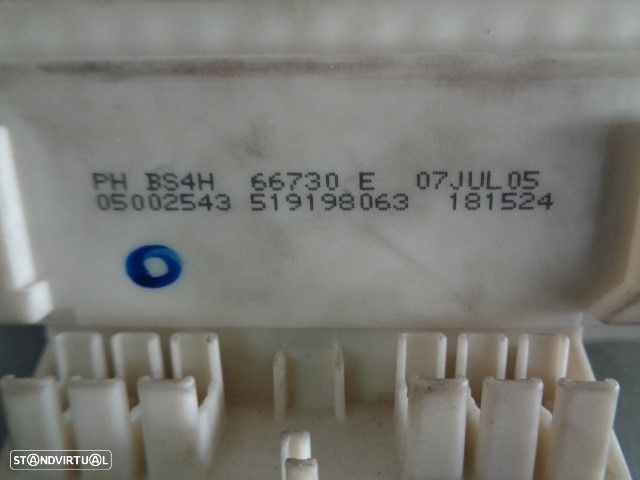 PH BS4H 66730 E 07JUL05
05002543 519198063 181524
STANDVIRTUAL